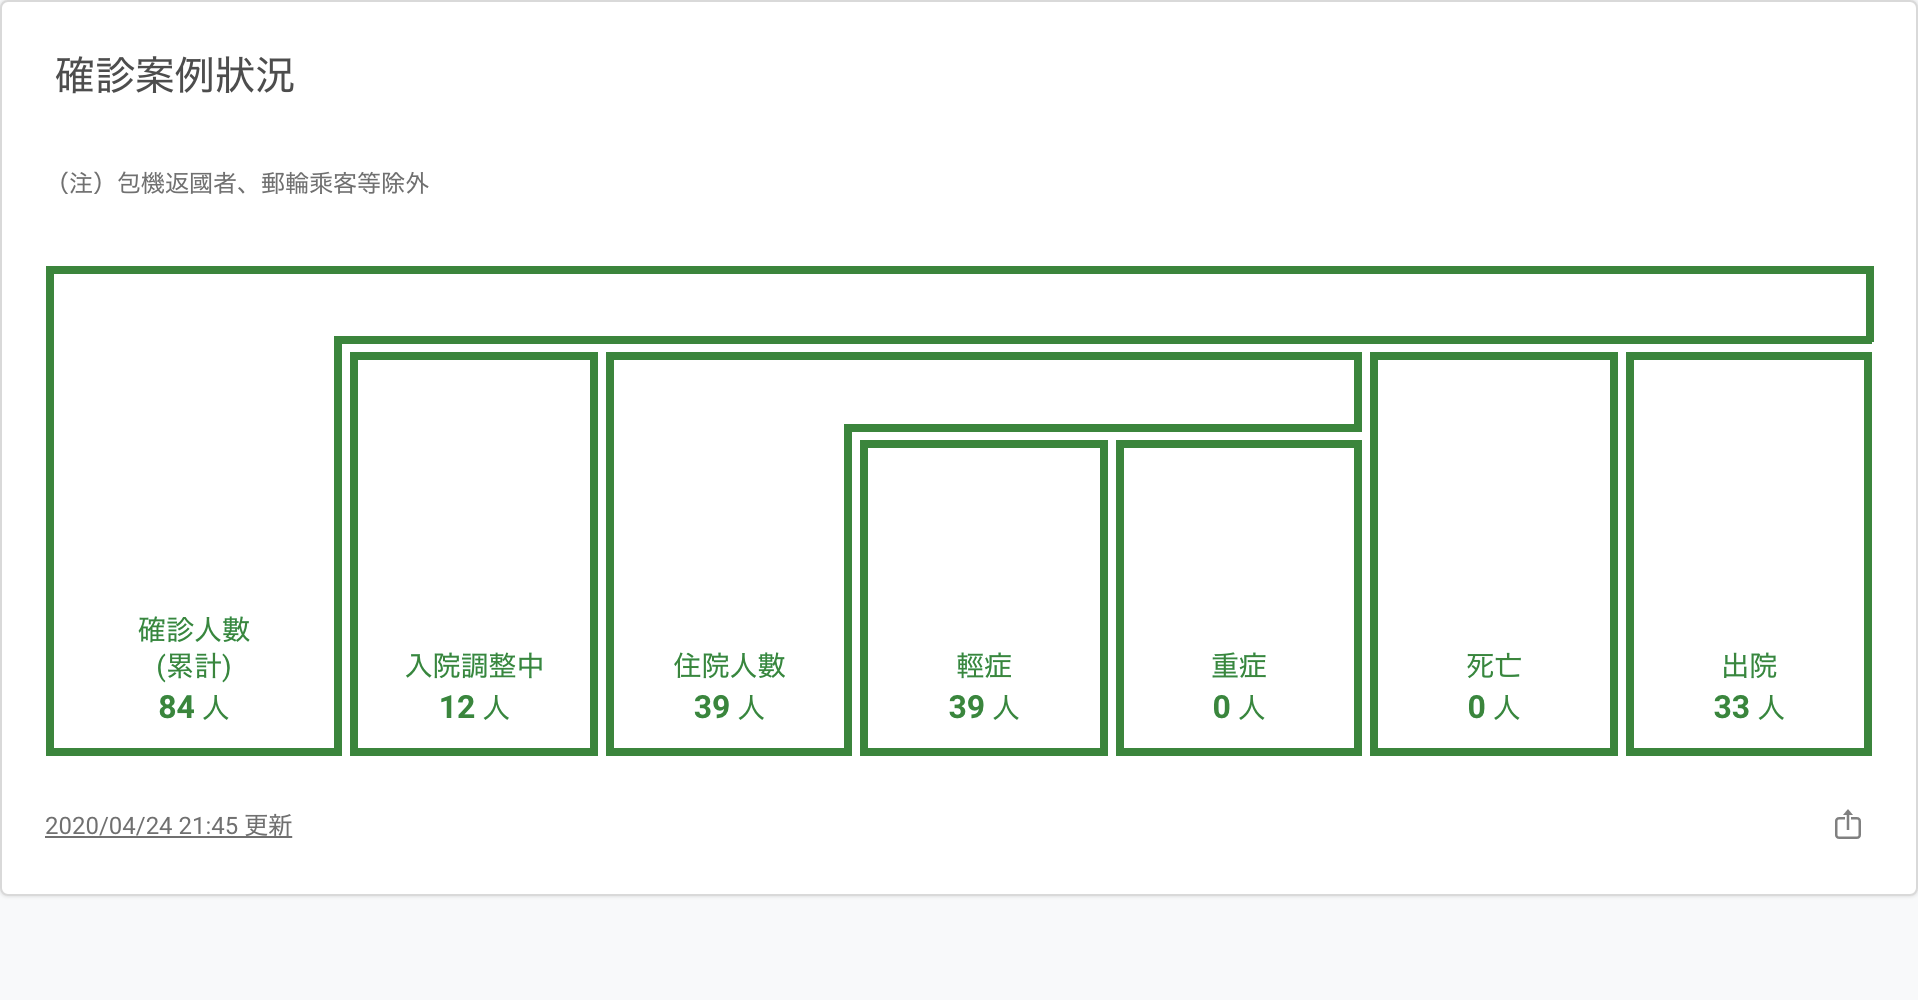 確診案例狀況
（注）包機返國者、郵輪乘客等除外
確診人數
(累計)
84 人
入院調整中
12 人
住院人數
39 人
輕症
39 人
重症
0 人
死亡
0 人
出院
33 人
2020/04/24 21:45 更新